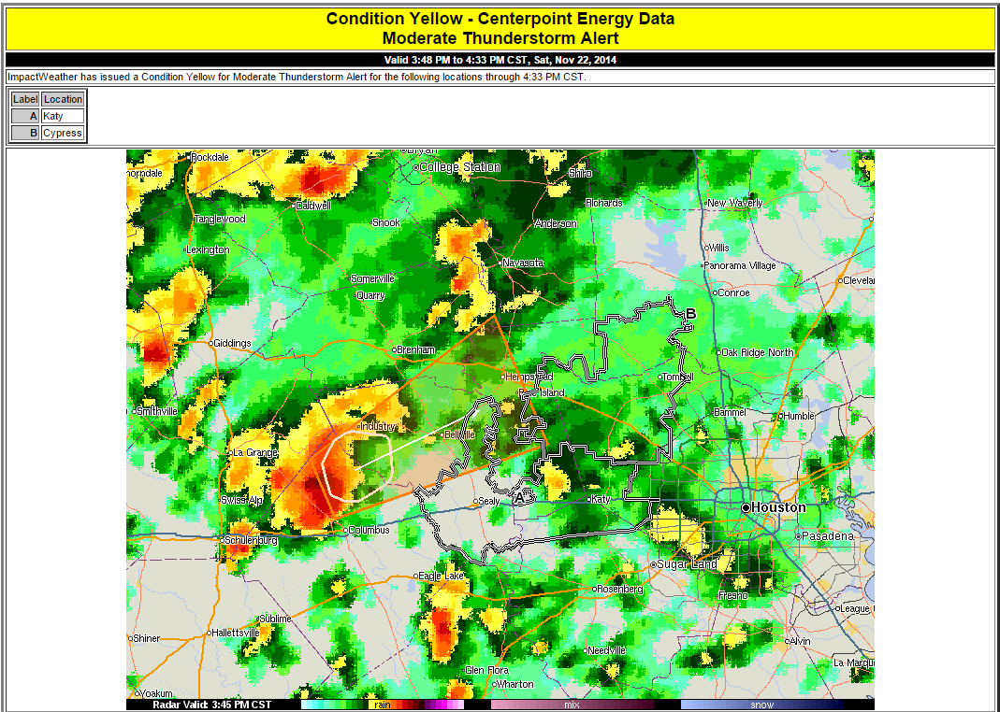 Condition Yellow - Centerpoint Energy Data
Moderate Thunderstorm Alert
Valid 3:48 PM to 4:33 PM CST, Sat, Nov 22, 2014
ImpactWeather has issued a Condition Yellow for Moderate Thunderstorm Alert for the following locations through 4:33 PM CST.
Label Location
A Katy
B Cypress
Bryan
Rockdale
horndale
College Station
Shiro
Caldwell
Richards
New Waverly
Tanglewood
Snook
Anderson
Lexington
Willis
Navasota
Panorama Village
Somerville
Clevelan
Quarry
Conroe
B
Giddings
Brenham
Oak Ridge North
Hempstead
Tomball
Island
Smithville
Bammel
Humble
Industry
Bellville
La Grange
A
Swiss Alp
Sealy
Katy
Houston
Columbus
Pasadena
Schulenburg
Sugar Land
Eagle Lake
Rosenberg
Fresno
League
Sublime
Hallettsville
Shiner
Alvin
Needville
La Marqu
Glen Flora
Wharton
Yoakum
Radar Valid: 3:45 PM CST rain mix snow